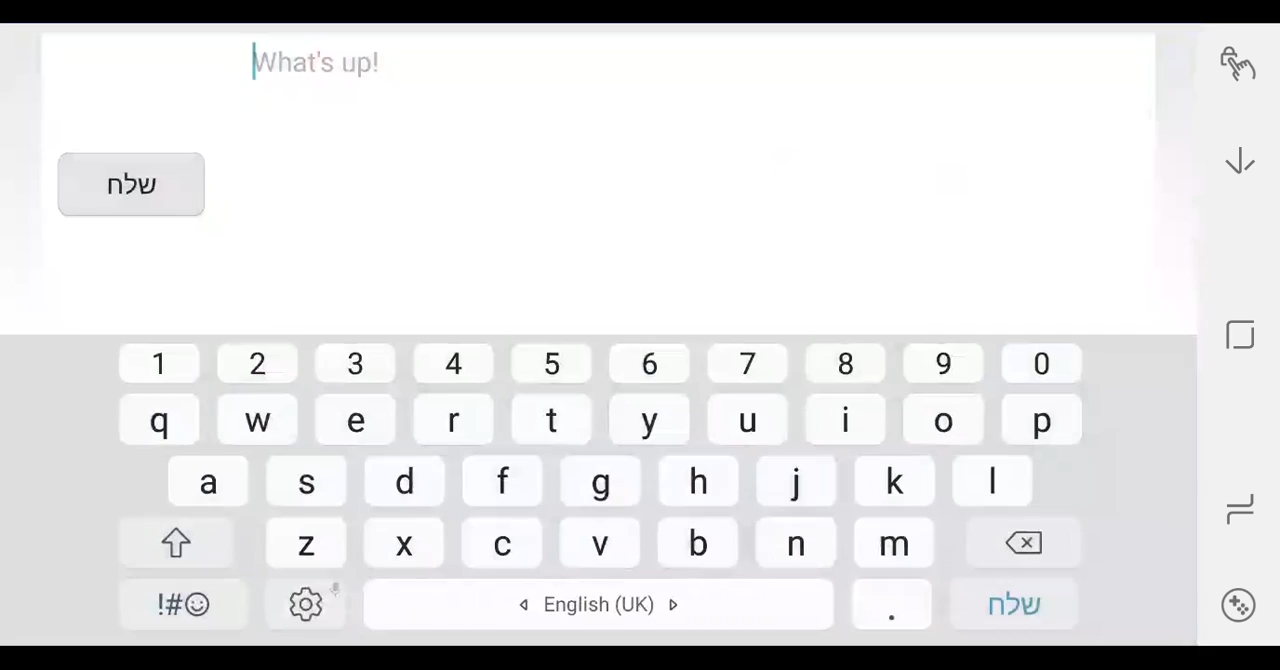 What's up!
שלח
1 2 3 4 5 6 7 8 9 0
q w e r t y u i o p
a s d f g h j k l
z x c v b n m
!#☺ English (UK) . שלח